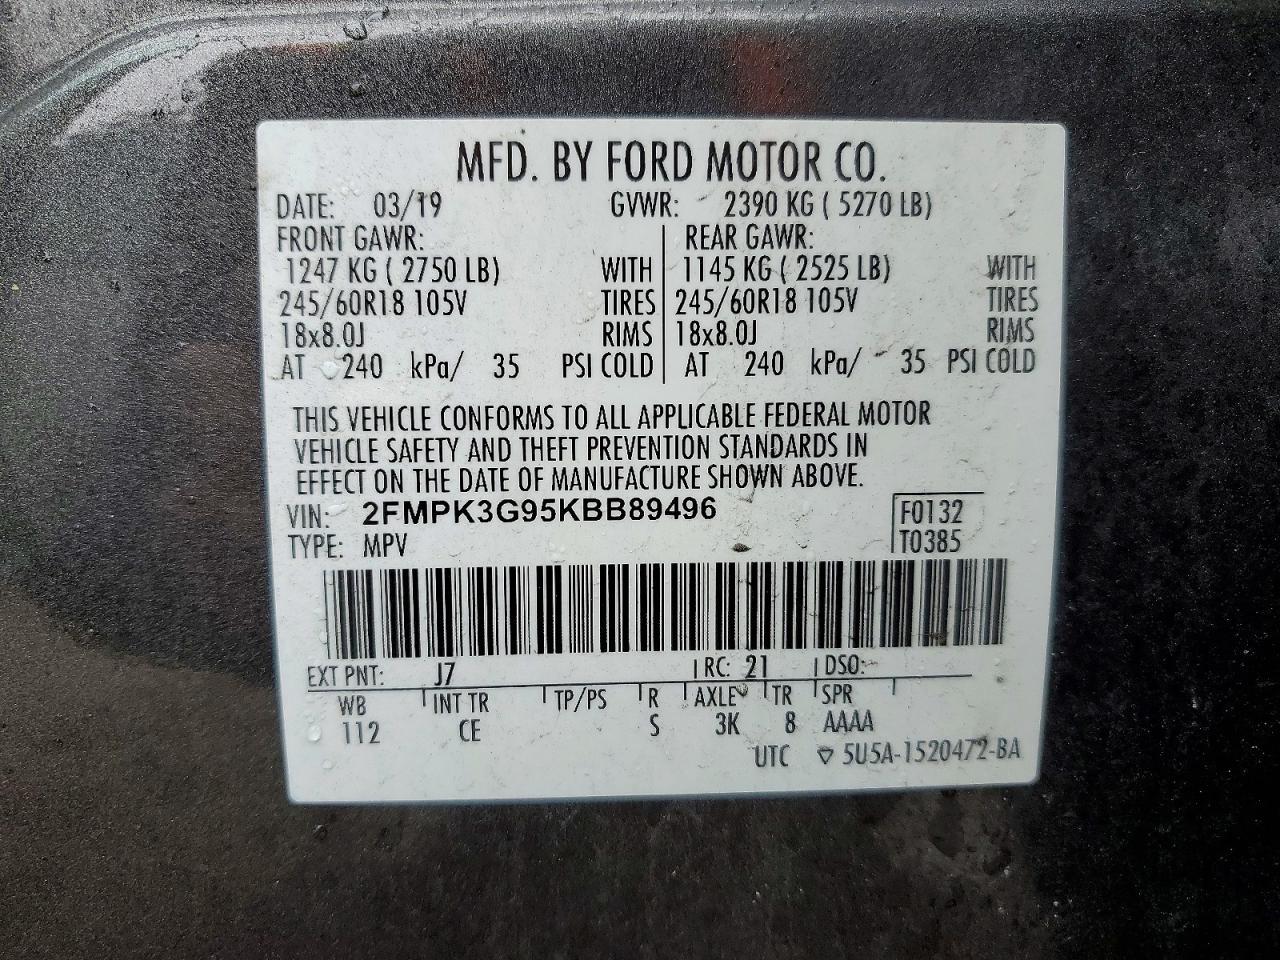 MFD. BY FORD MOTOR CO.
DATE: 03/19 GVWR: 2390 KG ( 5270 LB)
FRONT GAWR: REAR GAWR:
1247 KG ( 2750 LB) WITH 1145 KG ( 2525 LB) WITH
245/60R18 105V TIRES 245/60R18 105V TIRES
18x8.0J RIMS 18x8.0J RIMS
AT 240 kPa/ 35 PSI COLD AT 240 kPa/ 35 PSI COLD
THIS VEHICLE CONFORMS TO ALL APPLICABLE FEDERAL MOTOR
VEHICLE SAFETY AND THEFT PREVENTION STANDARDS IN
EFFECT ON THE DATE OF MANUFACTURE SHOWN ABOVE.
VIN: 2FMPK3G95KBB89496 F0132
TYPE: MPV T0385
EXT PNT: J7 RC: 21 DSO:
WB INT TR TP/PS R AXLE TR SPR
112 CE S 3K 8 AAAA
UTC ▽ 5U5A-1520472-BA